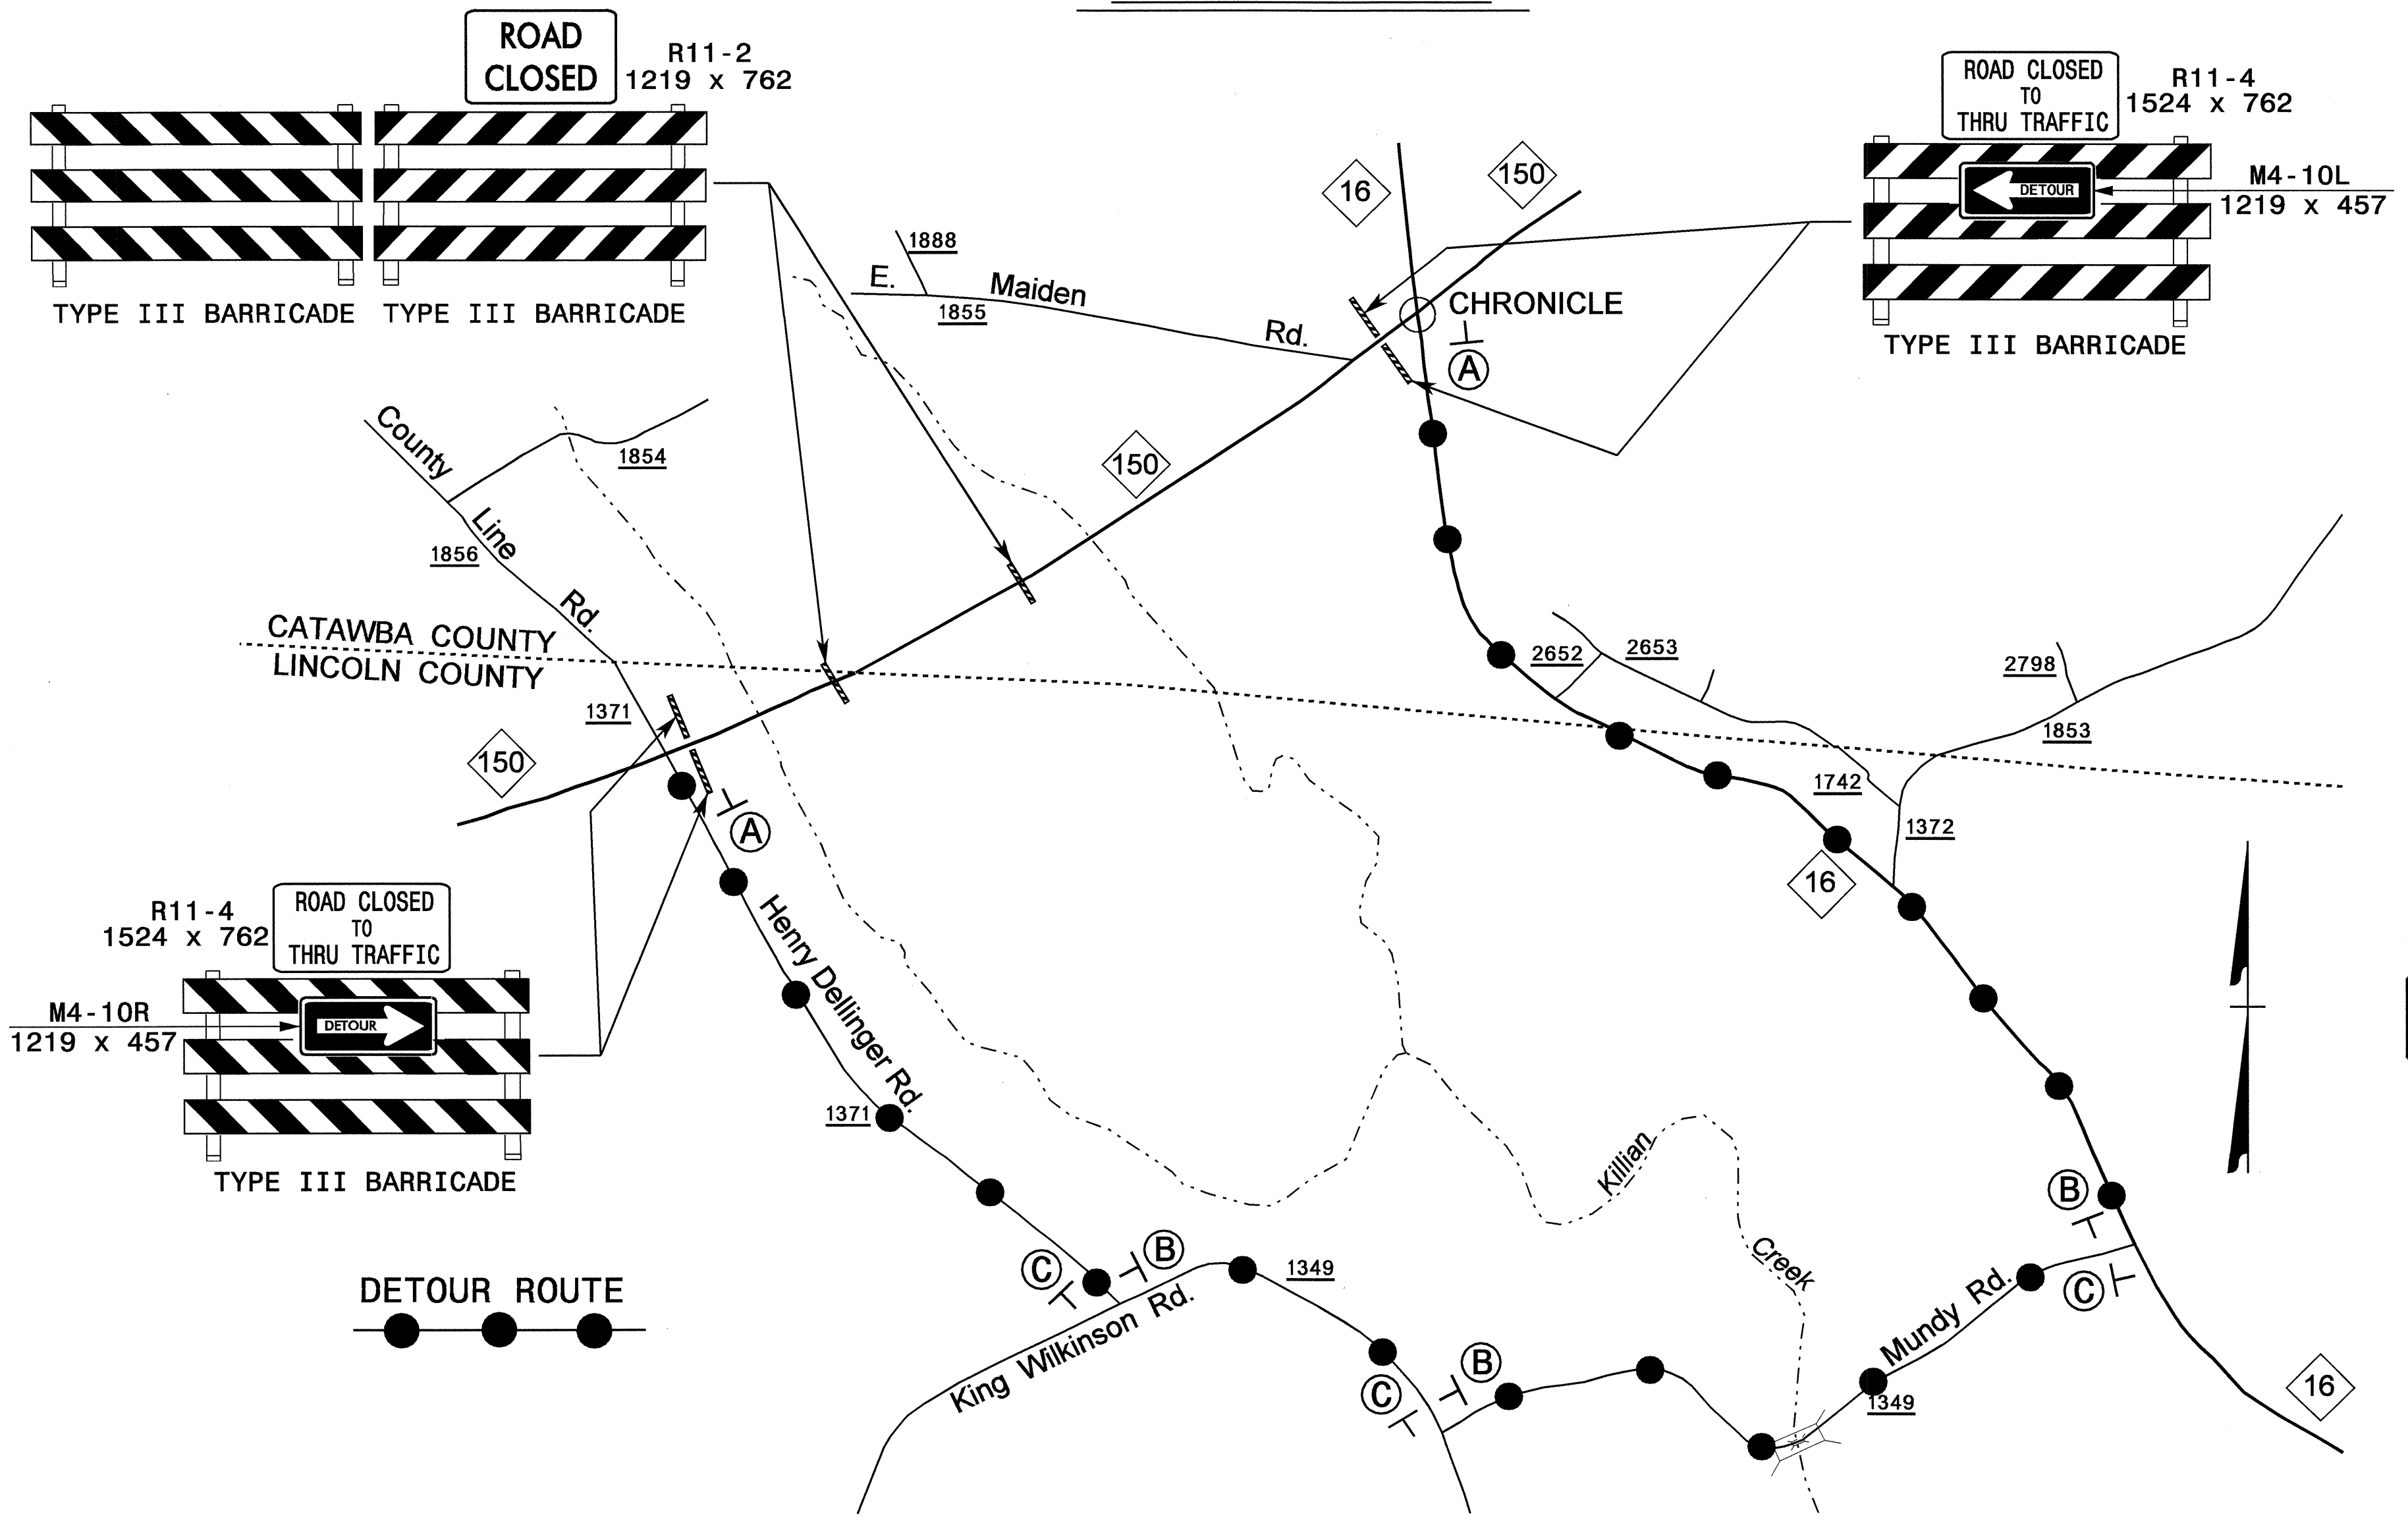 ROAD
CLOSED
R11-2
1219 x 762
TYPE III BARRICADE
TYPE III BARRICADE
ROAD CLOSED
TO
THRU TRAFFIC
R11-4
1524 x 762
DETOUR
M4-10L
1219 x 457
TYPE III BARRICADE
16
150
1888
E. Maiden Rd.
1855
CHRONICLE
A
150
County Line Rd.
1854
1856
CATAWBA COUNTY
LINCOLN COUNTY
1371
150
A
2652
2653
2798
1853
1742
1372
16
ROAD CLOSED
TO
THRU TRAFFIC
R11-4
1524 x 762
M4-10R
1219 x 457
DETOUR
TYPE III BARRICADE
Henry Dellinger Rd.
1371
Killian Creek
B
C
B
C
1349
King Wilkinson Rd.
B
C
Mundy Rd.
1349
16
DETOUR ROUTE